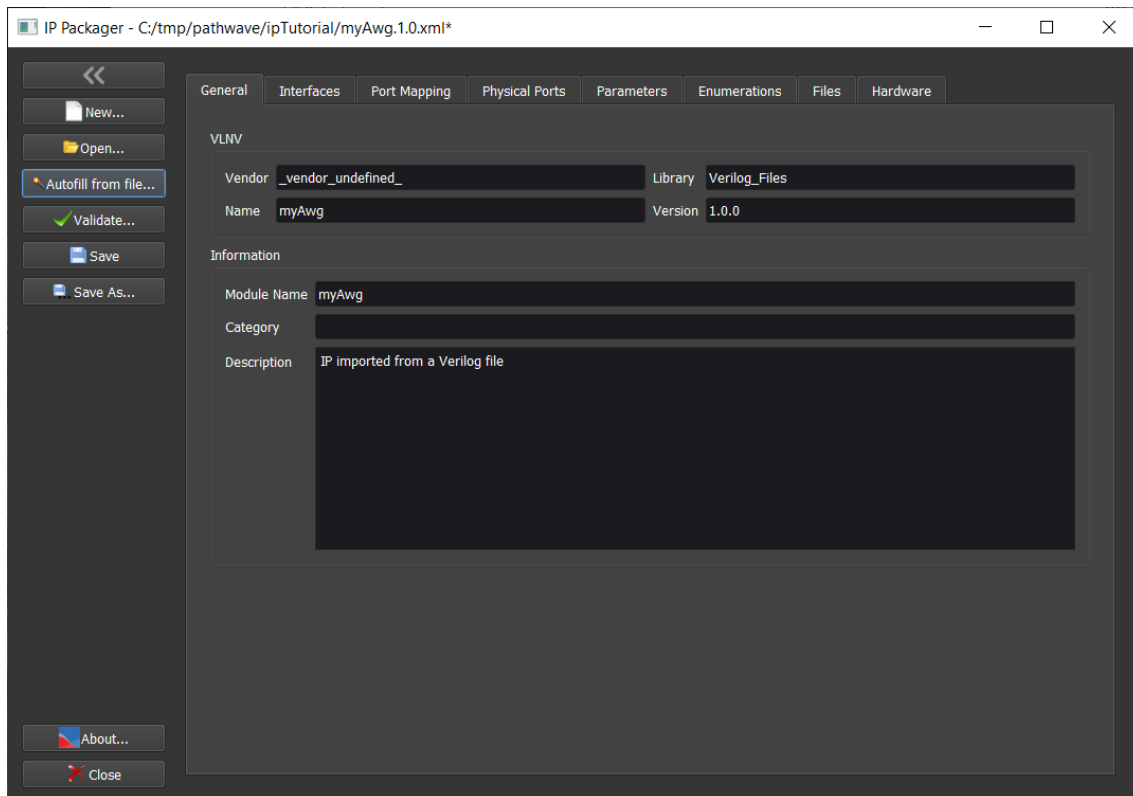 IP Packager - C:/tmp/pathwave/ipTutorial/myAwg.1.0.xml*
New...
Open...
Autofill from file...
Validate...
Save
Save As...
About...
Close
General Interfaces Port Mapping Physical Ports Parameters Enumerations Files Hardware
VLNV
Vendor _vendor_undefined_ Library Verilog_Files
Name myAwg Version 1.0.0
Information
Module Name myAwg
Category
Description IP imported from a Verilog file